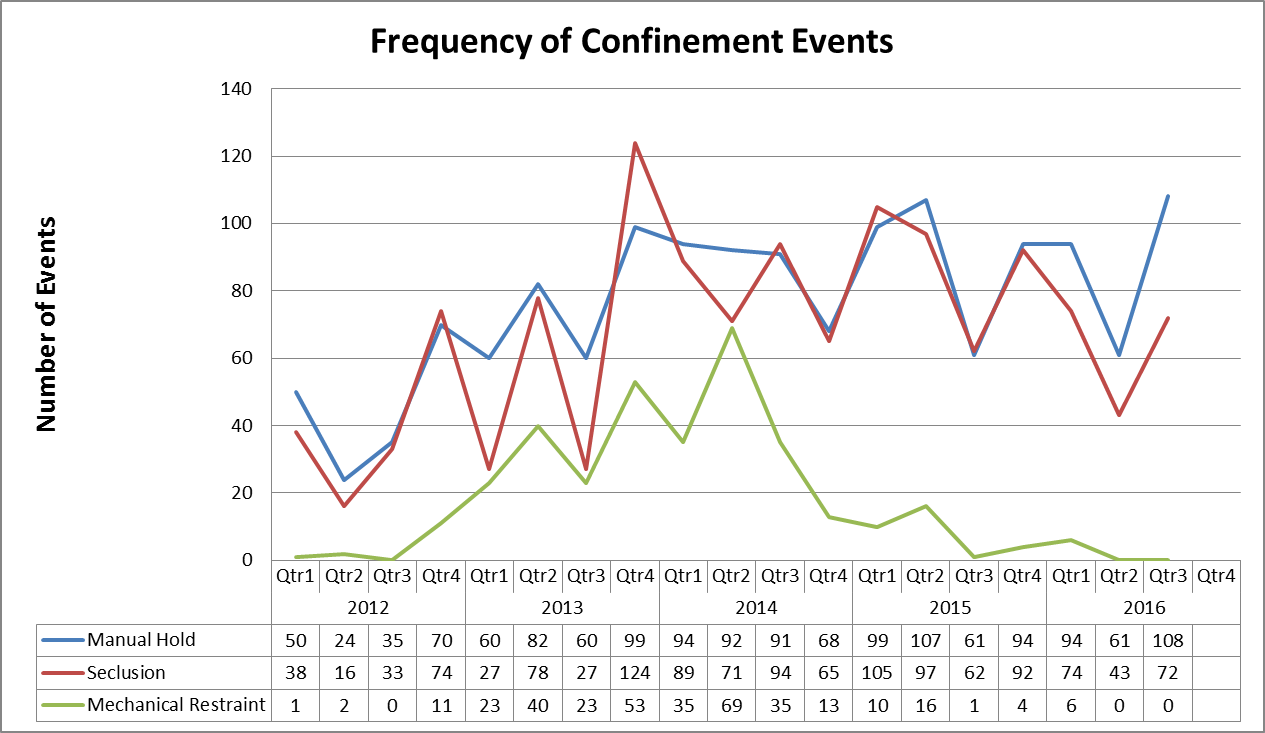 Frequency of Confinement Events
Number of Events
140
120
100
80
60
40
20
0
Qtr1 Qtr2 Qtr3 Qtr4 Qtr1 Qtr2 Qtr3 Qtr4 Qtr1 Qtr2 Qtr3 Qtr4 Qtr1 Qtr2 Qtr3 Qtr4 Qtr1 Qtr2 Qtr3 Qtr4
2012 2013 2014 2015 2016
Manual Hold 50 24 35 70 60 82 60 99 94 92 91 68 99 107 61 94 94 61 108
Seclusion 38 16 33 74 27 78 27 124 89 71 94 65 105 97 62 92 74 43 72
Mechanical Restraint 1 2 0 11 23 40 23 53 35 69 35 13 10 16 1 4 6 0 0